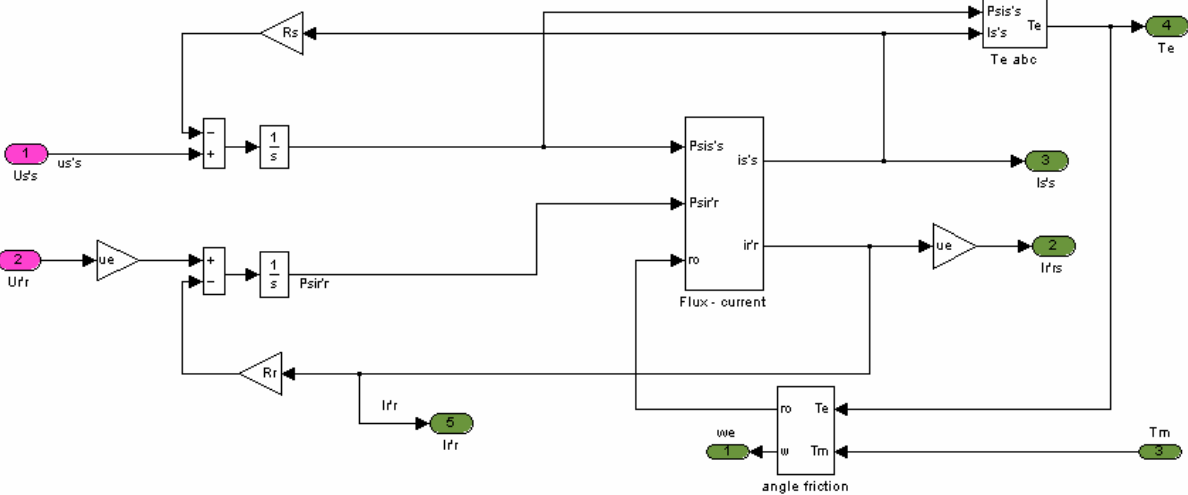 Psis's
Is's
Te
Te abc
4
Te
Rs
−
+
1
s
1
Us's
us's
Psis's
Psir'r
ro
is's
ir'r
Flux - current
3
Is's
2
Ur'r
ue
+
−
1
s
Psir'r
ue
2
Ir'rs
Rr
Ir'r
5
Ir'r
ro
w
Te
Tm
angle friction
we
1
Tm
3